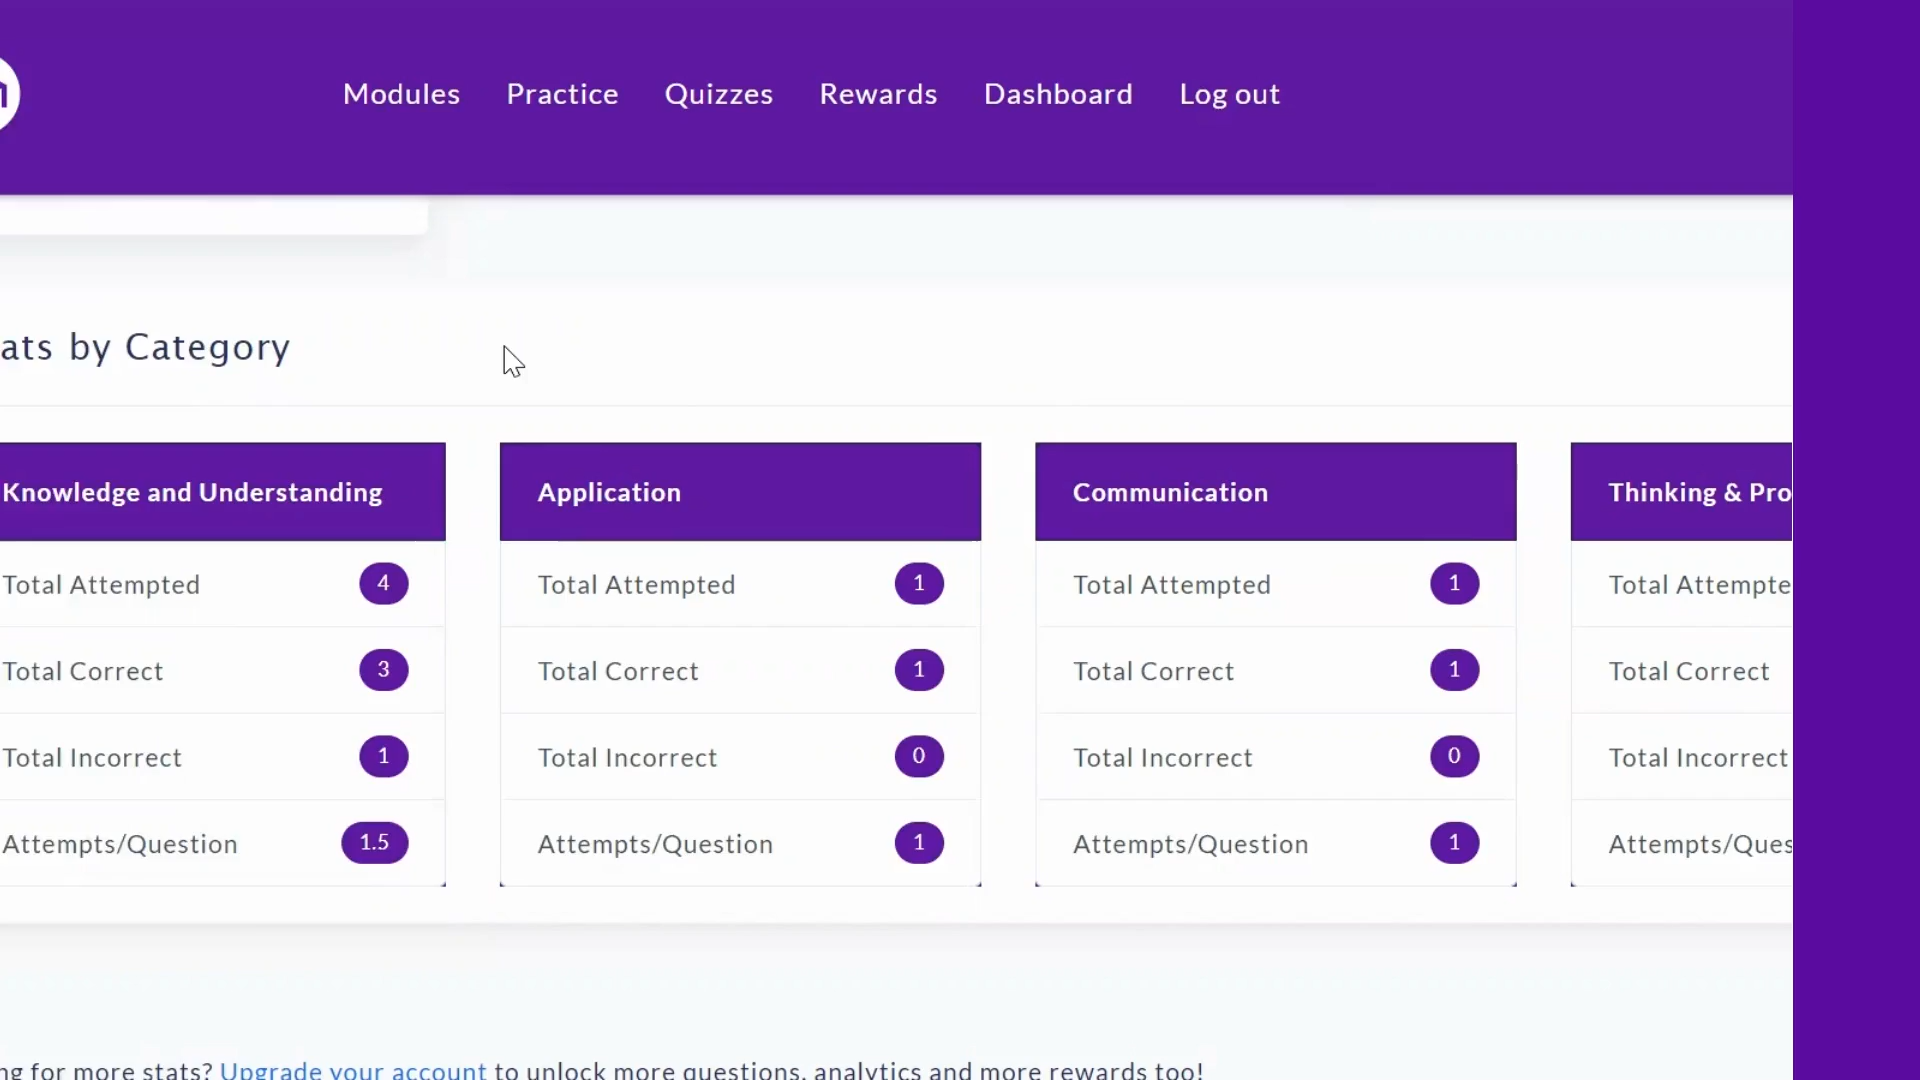 Modules Practice Quizzes Rewards Dashboard Log out
ats by Category
Knowledge and Understanding
Total Attempted 4
Total Correct 3
Total Incorrect 1
Attempts/Question 1.5
Application
Total Attempted 1
Total Correct 1
Total Incorrect 0
Attempts/Question 1
Communication
Total Attempted 1
Total Correct 1
Total Incorrect 0
Attempts/Question 1
Thinking & Pro
Total Attempte
Total Correct
Total Incorrect
Attempts/Ques
ng for more stats? Upgrade your account to unlock more questions, analytics and more rewards too!